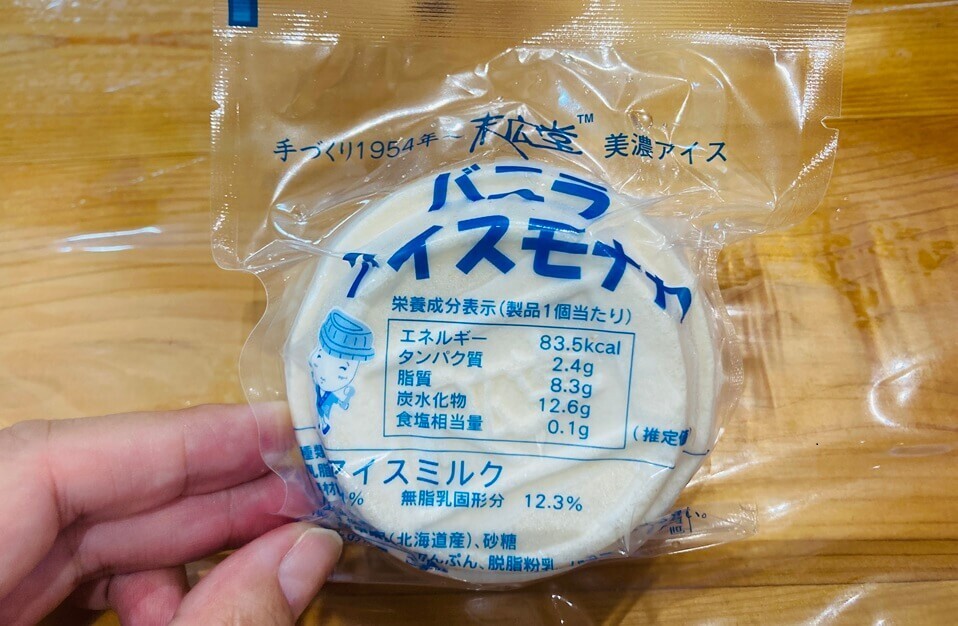 手づくり1954年〜 末広堂™ 美濃アイス
バニラ
アイスモナカ
栄養成分表示(製品1個当たり)
エネルギー 83.5kcal
タンパク質 2.4g
脂質 8.3g
炭水化物 12.6g
食塩相当量 0.1g
(推定値
アイスミルク
無脂乳固形分 12.3%
(北海道産)、砂糖
でんぷん、脱脂粉乳